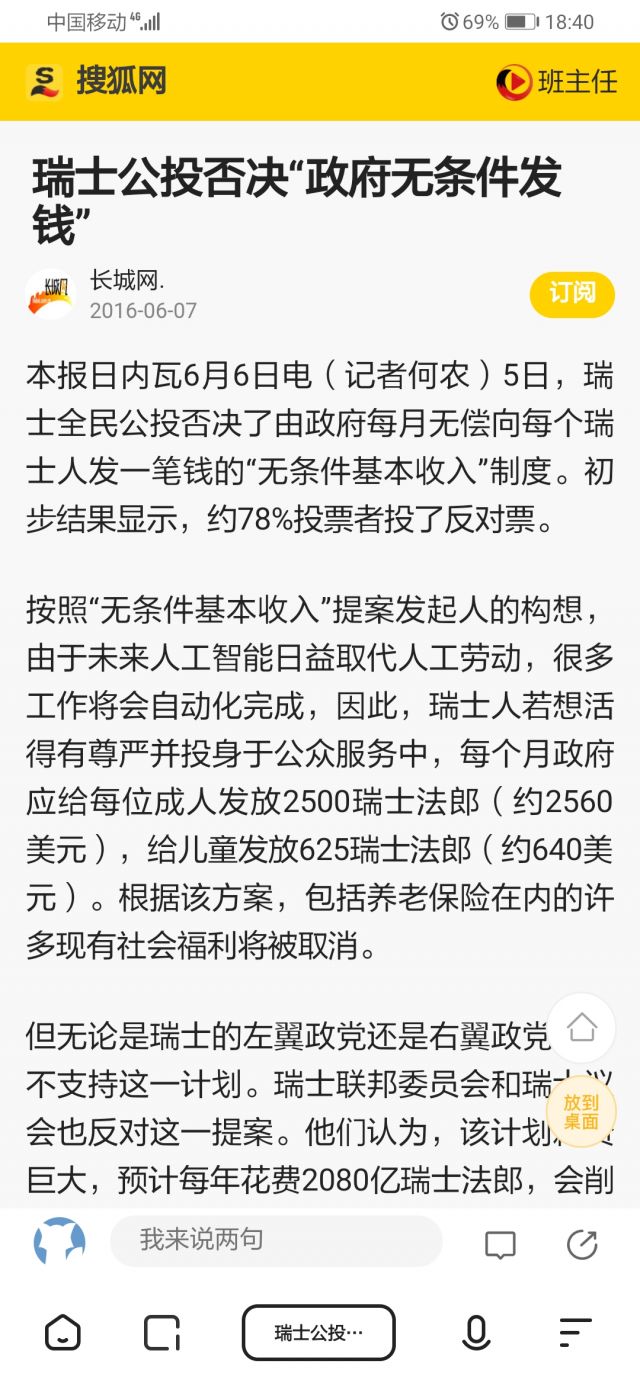 中国移动 4G 69% 18:40
搜狐网 班主任
瑞士公投否决“政府无条件发
钱”
长城网.
2016-06-07
订阅
本报日内瓦6月6日电（记者何农）5日，瑞
士全民公投否决了由政府每月无偿向每个瑞
士人发一笔钱的“无条件基本收入”制度。初
步结果显示，约78%投票者投了反对票。
按照“无条件基本收入”提案发起人的构想，
由于未来人工智能日益取代人工劳动，很多
工作将会自动化完成，因此，瑞士人若想活
得有尊严并投身于公众服务中，每个月政府
应给每位成人发放2500瑞士法郎（约2560
美元），给儿童发放625瑞士法郎（约640美
元）。根据该方案，包括养老保险在内的许
多现有社会福利将被取消。
但无论是瑞士的左翼政党还是右翼政党
不支持这一计划。瑞士联邦委员会和瑞士议
会也反对这一提案。他们认为，该计划
巨大，预计每年花费2080亿瑞士法郎，会削
放到
桌面
我来说两句
瑞士公投…